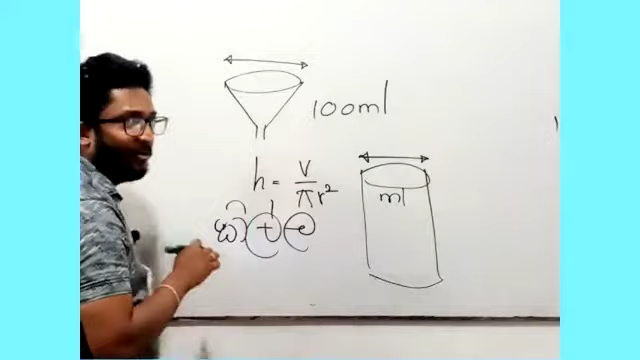 100ml
h = V / πr²
ml